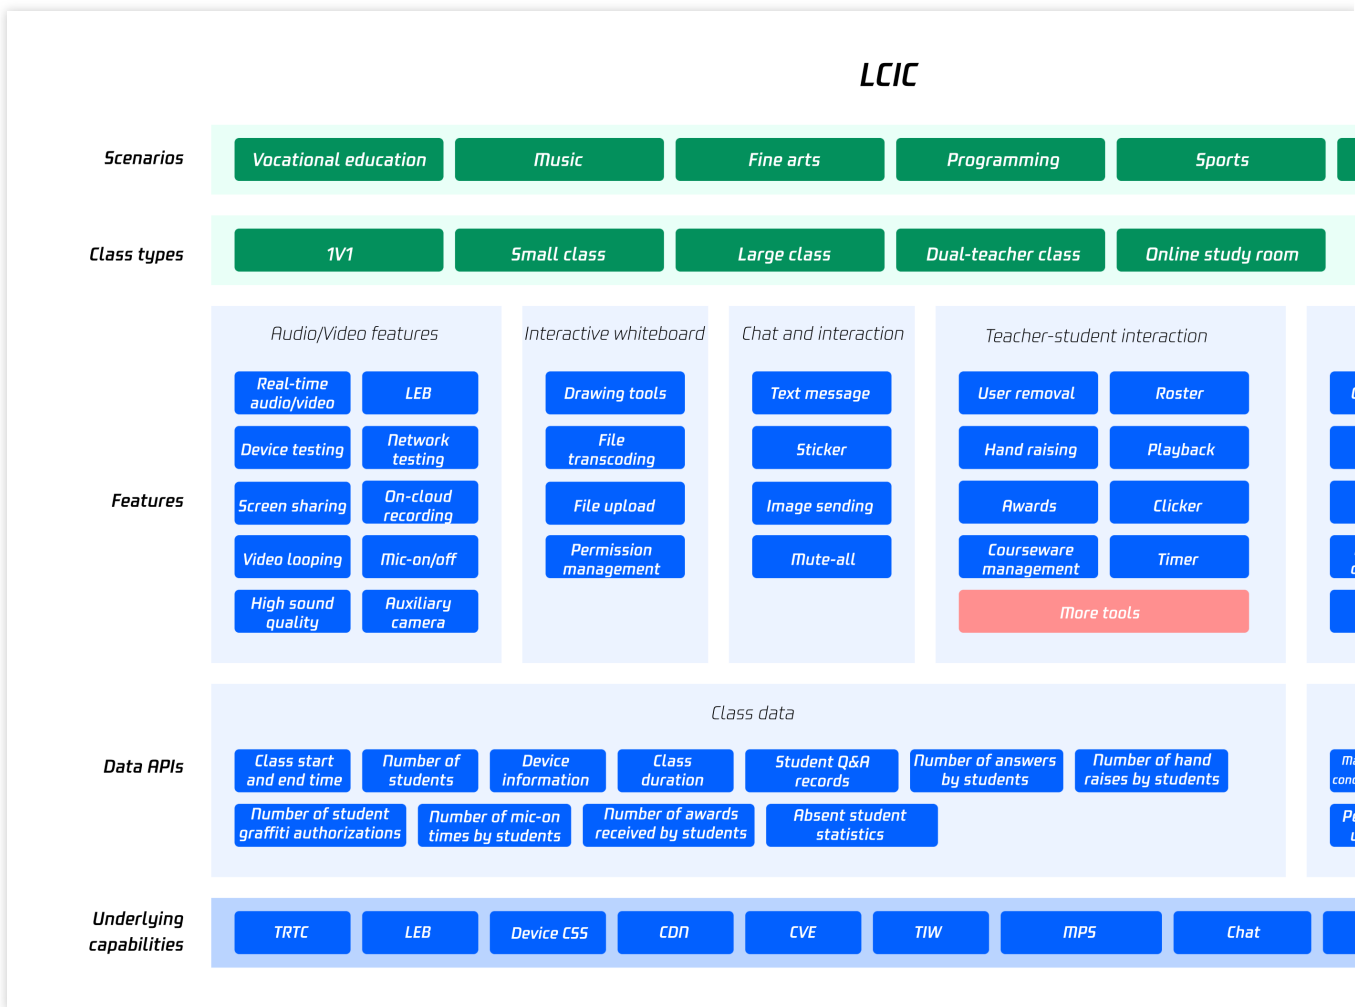 LCIC
Scenarios
Vocational education
Music
Fine arts
Programming
Sports
Class types
1V1
Small class
Large class
Dual-teacher class
Online study room
Features
Audio/Video features
Real-time
audio/video
LEB
Device testing
Network
testing
Screen sharing
On-cloud
recording
Video looping
Mic-on/off
High sound
quality
Auxiliary
camera
Interactive whiteboard
Drawing tools
File
transcoding
File upload
Permission
management
Chat and interaction
Text message
Sticker
Image sending
Mute-all
Teacher-student interaction
User removal
Roster
Hand raising
Playback
Awards
Clicker
Courseware
management
Timer
More tools
Data APIs
Class data
Class start
and end time
Number of
students
Device
information
Class
duration
Student Q&A
records
Number of answers
by students
Number of hand
raises by students
Number of student
graffiti authorizations
Number of mic-on
times by students
Number of awards
received by students
Absent student
statistics
Underlying
capabilities
TRTC
LEB
Device CSS
CDN
CVE
TIW
MPS
Chat